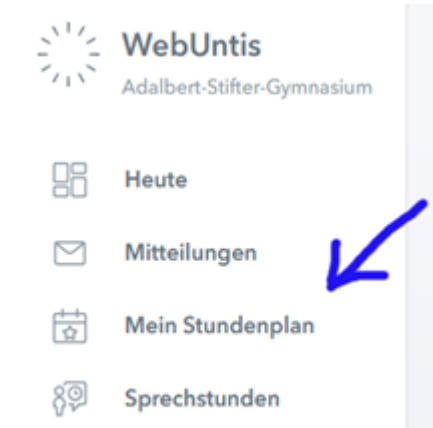 WebUntis
Adalbert-Stifter-Gymnasium
Heute
Mitteilungen
Mein Stundenplan
Sprechstunden